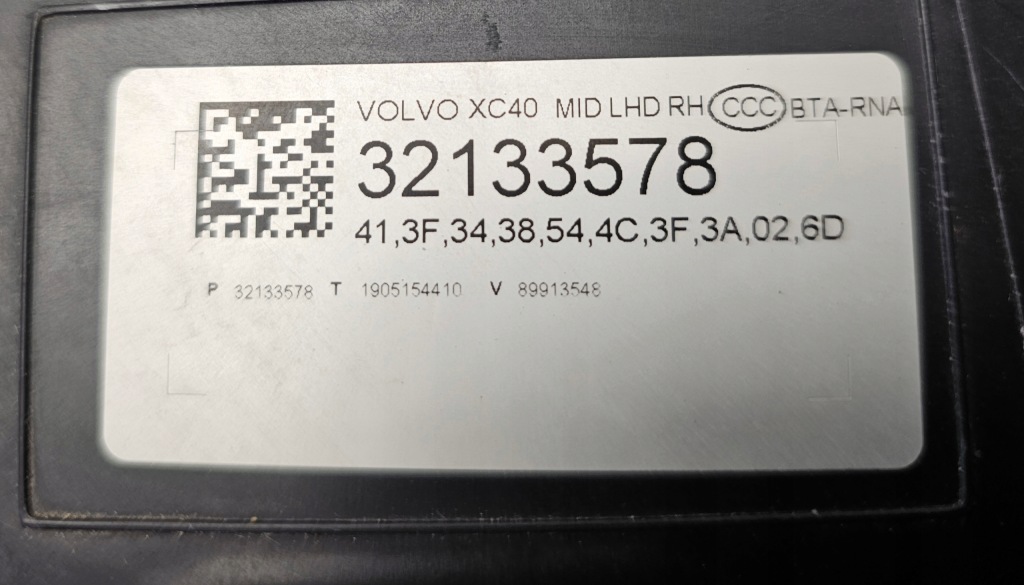 VOLVO XC40 MID LHD RH CCC BTA-RNA
32133578
41,3F,34,38,54,4C,3F,3A,02,6D
P 32133578 T 1905154410 V 89913548